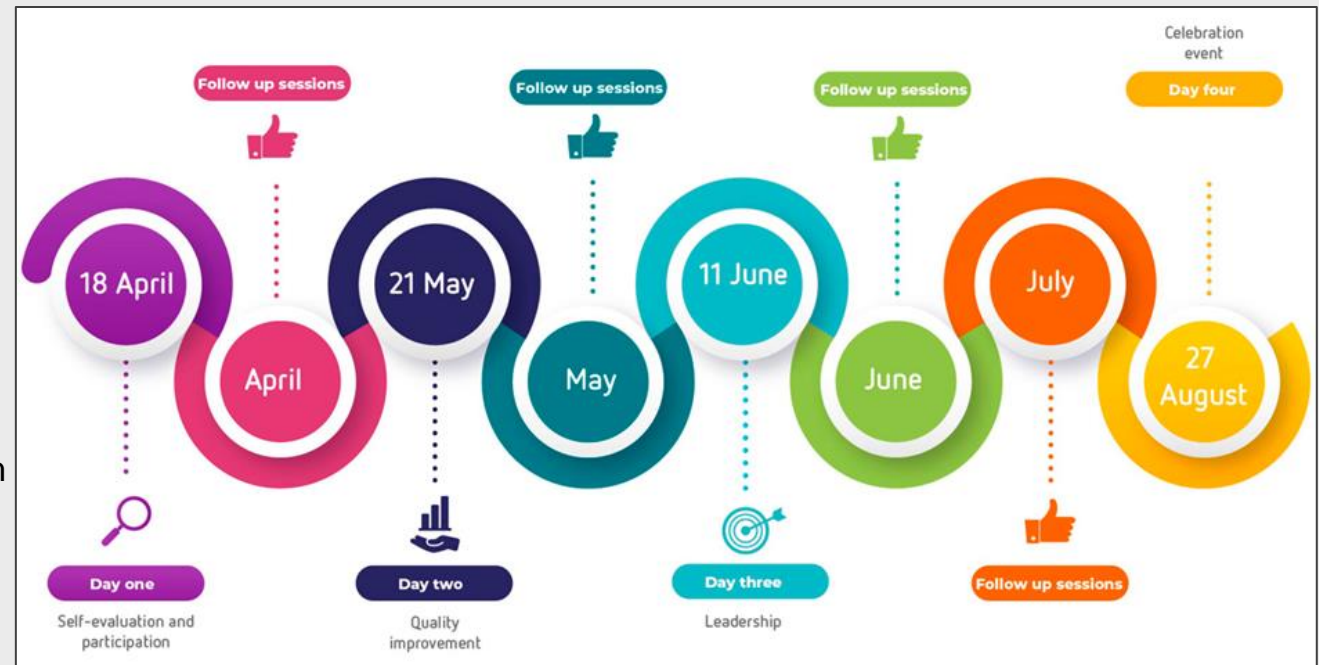 Celebration
event
Follow up sessions
Follow up sessions
Follow up sessions
Day four
18 April
April
21 May
May
11 June
June
July
27
August
Day one
Self-evaluation and
participation
Day two
Quality
improvement
Day three
Leadership
Follow up sessions